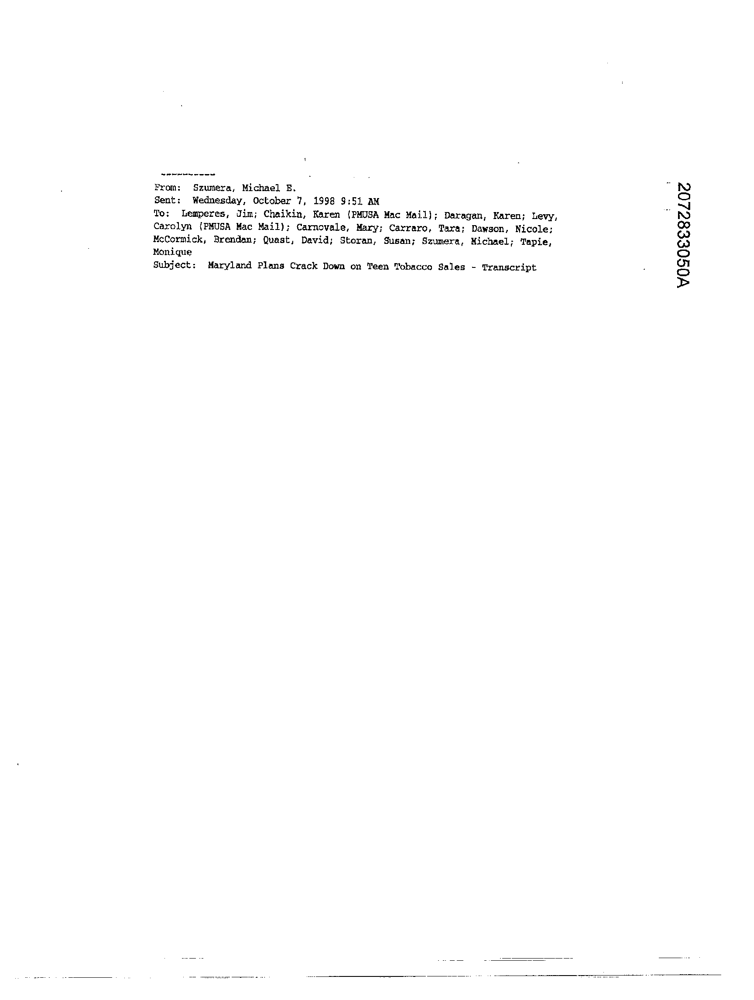 ----------
From: Szumera, Michael E.
Sent: Wednesday, October 7, 1998 9:51 AM
To: Lemperes, Jim; Chaikin, Karen (PMUSA Mac Mail); Daragan, Karen; Levy,
Carolyn (PMUSA Mac Mail); Carnovale, Mary; Carraro, Tara; Dawson, Nicole;
McCormick, Brendan; Quast, David; Storan, Susan; Szumera, Michael; Tapie,
Monique
Subject: Maryland Plans Crack Down on Teen Tobacco Sales - Transcript
2072833050A